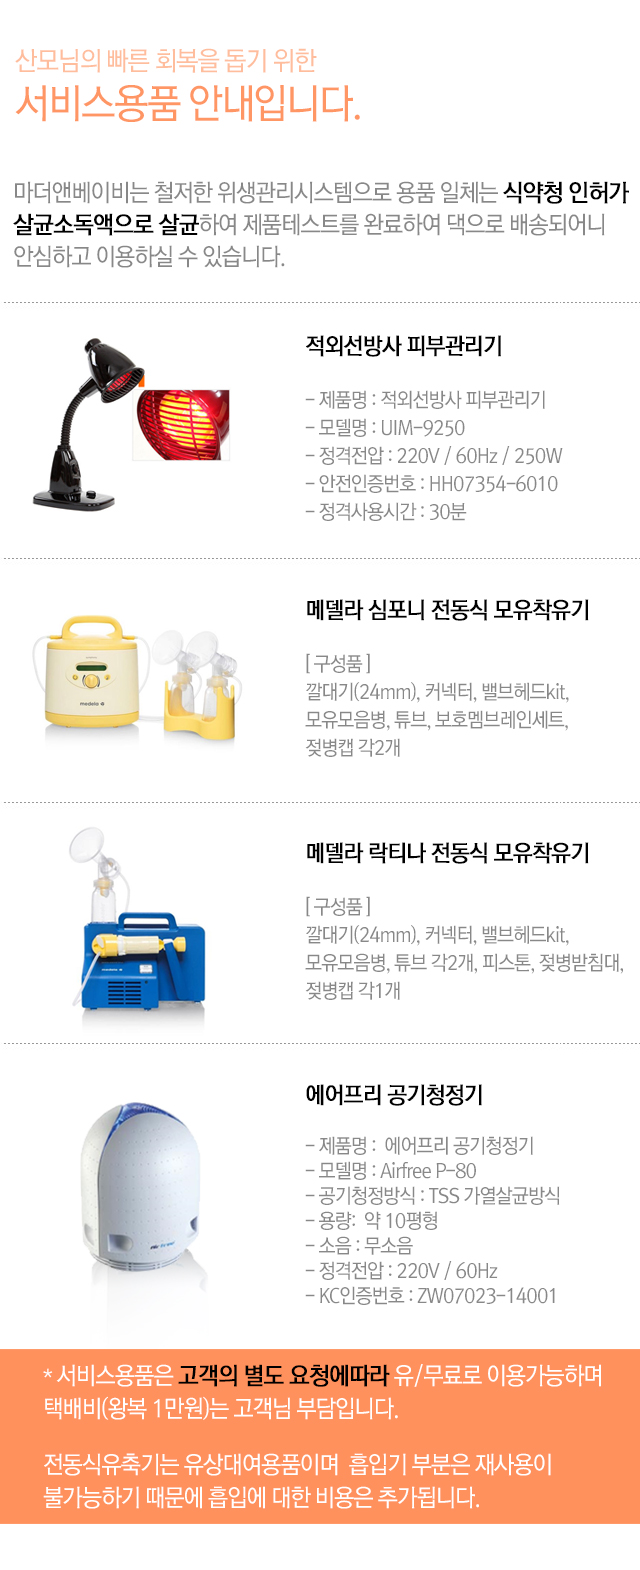 산모님의 빠른 회복을 돕기 위한
서비스용품 안내입니다.
마더앤베이비는 철저한 위생관리시스템으로 용품 일체는 식약청 인허가
살균소독액으로 살균하여 제품테스트를 완료하여 댁으로 배송되어니
안심하고 이용하실 수 있습니다.
적외선방사 피부관리기
- 제품명 : 적외선방사 피부관리기
- 모델명 : UIM-9250
- 정격전압 : 220V / 60Hz / 250W
- 안전인증번호 : HH07354-6010
- 정격사용시간 : 30분
메델라 심포니 전동식 모유착유기
[ 구성품 ]
깔대기(24mm), 커넥터, 밸브헤드kit,
모유모음병, 튜브, 보호멤브레인세트,
젖병캡 각2개
medela
메델라 락티나 전동식 모유착유기
[ 구성품 ]
깔대기(24mm), 커넥터, 밸브헤드kit,
모유모음병, 튜브 각2개, 피스톤, 젖병받침대,
젖병캡 각1개
medela
에어프리 공기청정기
- 제품명 :  에어프리 공기청정기
- 모델명 : Airfree P-80
- 공기청정방식 : TSS 가열살균방식
- 용량:  약 10평형
- 소음 : 무소음
- 정격전압 : 220V / 60Hz
- KC인증번호 : ZW07023-14001
airfree
* 서비스용품은 고객의 별도 요청에따라 유/무료로 이용가능하며
택배비(왕복 1만원)는 고객님 부담입니다.
전동식유축기는 유상대여용품이며  흡입기 부분은 재사용이
불가능하기 때문에 흡입에 대한 비용은 추가됩니다.